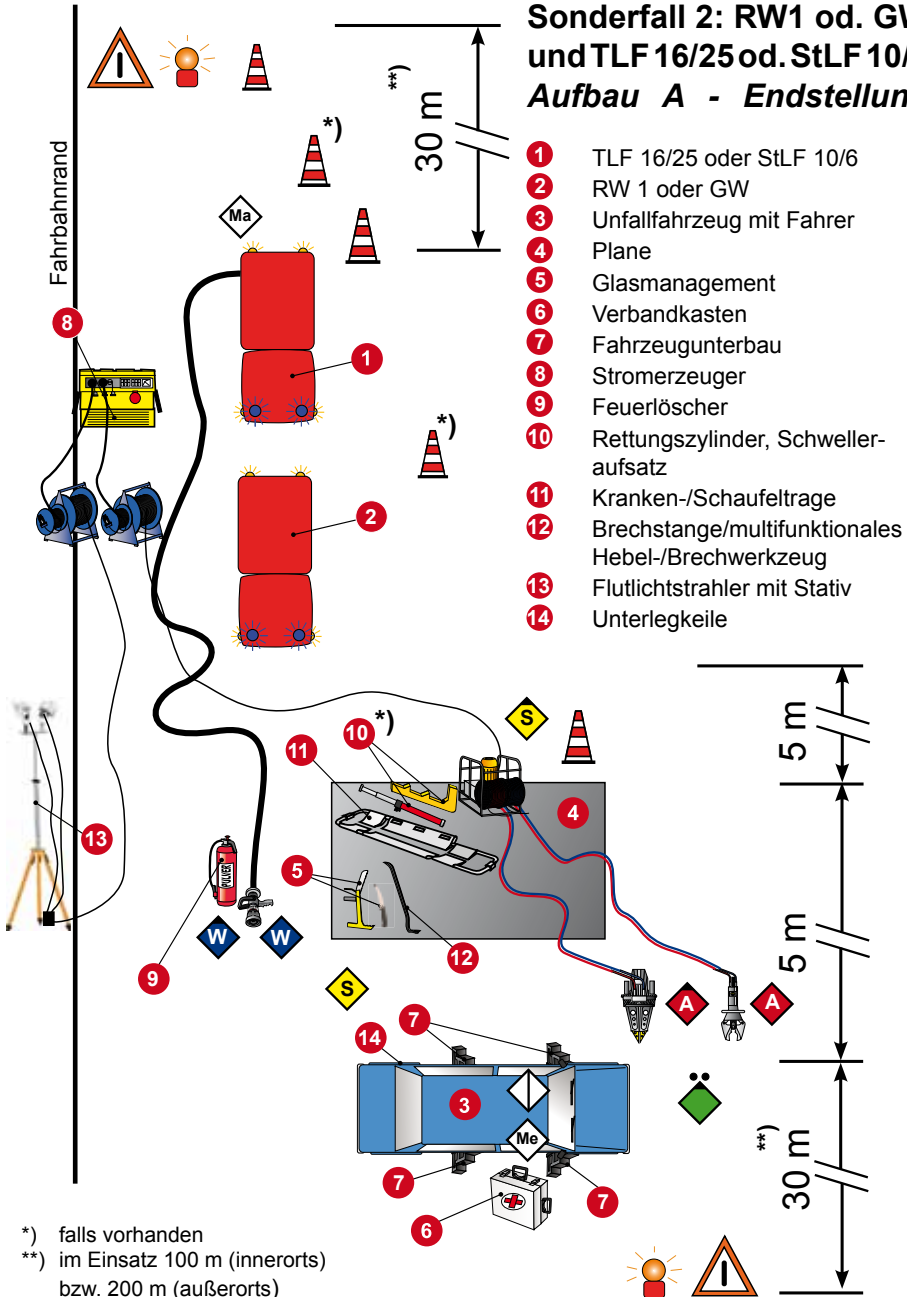 Sonderfall 2: RW1 od. GW
und TLF 16/25 od. StLF 10/
Aufbau A - Endstellun
**)
30 m
*)
Fahrbahnrand
Ma
1 TLF 16/25 oder StLF 10/6
2 RW 1 oder GW
3 Unfallfahrzeug mit Fahrer
4 Plane
5 Glasmanagement
6 Verbandkasten
7 Fahrzeugunterbau
8 Stromerzeuger
9 Feuerlöscher
10 Rettungszylinder, Schweller-
aufsatz
11 Kranken-/Schaufeltrage
12 Brechstange/multifunktionales
Hebel-/Brechwerkzeug
13 Flutlichtstrahler mit Stativ
14 Unterlegkeile
8
1
*)
2
S
5 m
10
*)
11
4
13
PULVER
5
W
W
9
12
5 m
S
A
A
7
7
14
3
Me
**)
30 m
7
7
6
*) falls vorhanden
**) im Einsatz 100 m (innerorts)
bzw. 200 m (außerorts)